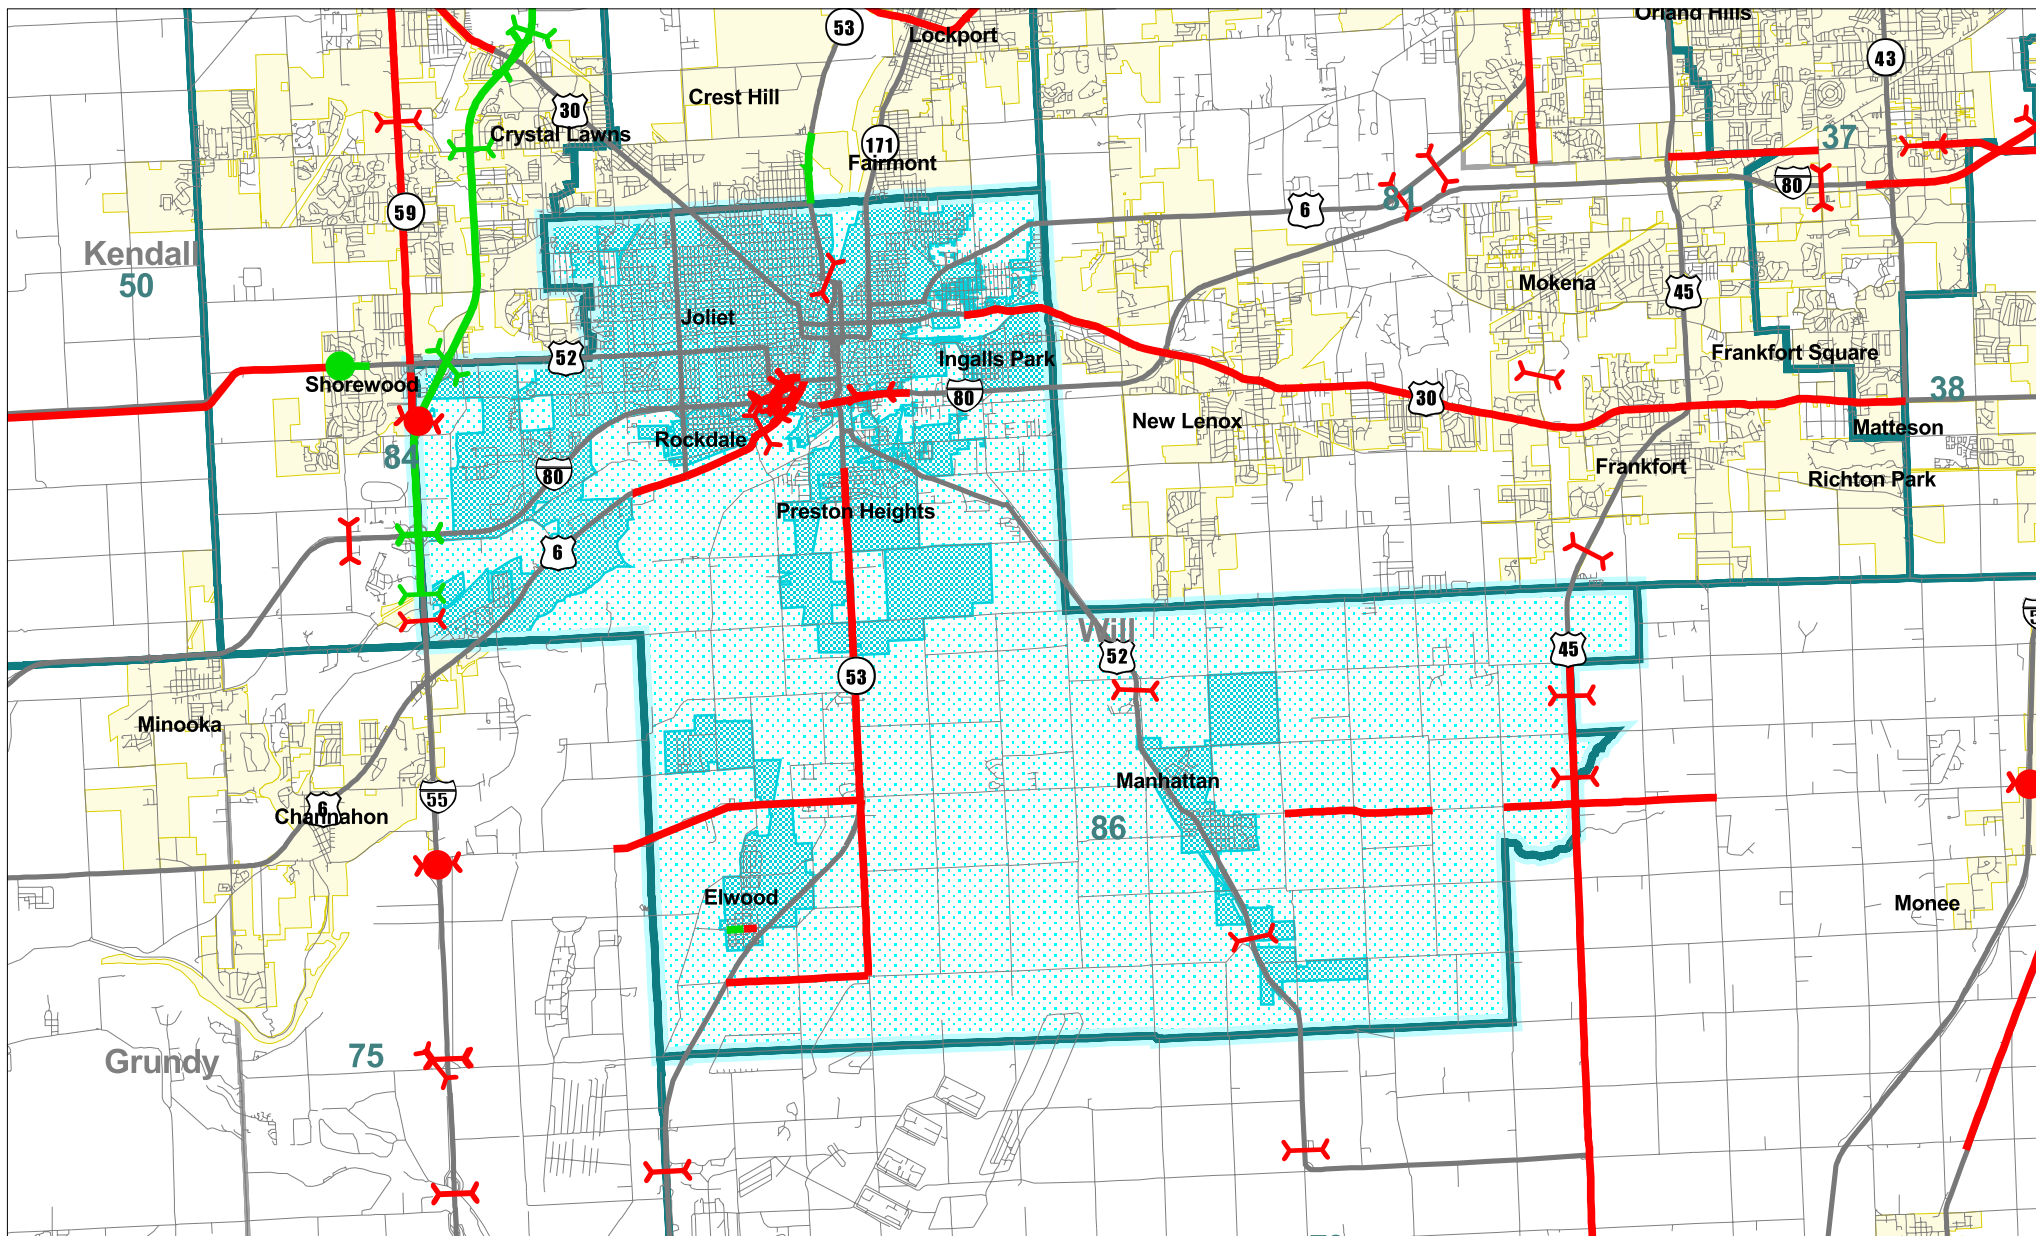 Orland Hills
53
Lockport
43
Crest Hill
30
Crystal Lawns
171
Fairmont
37
80
59
6
Kendall
50
Mokena
45
Joliet
52
Ingalls Park
Frankfort Square
Shorewood
80
30
38
New Lenox
Matteson
Rockdale
84
80
Frankfort
Richton Park
Preston Heights
6
Will
52
45
53
Minooka
Manhattan
55
6
Channahon
86
Elwood
Monee
75
Grundy